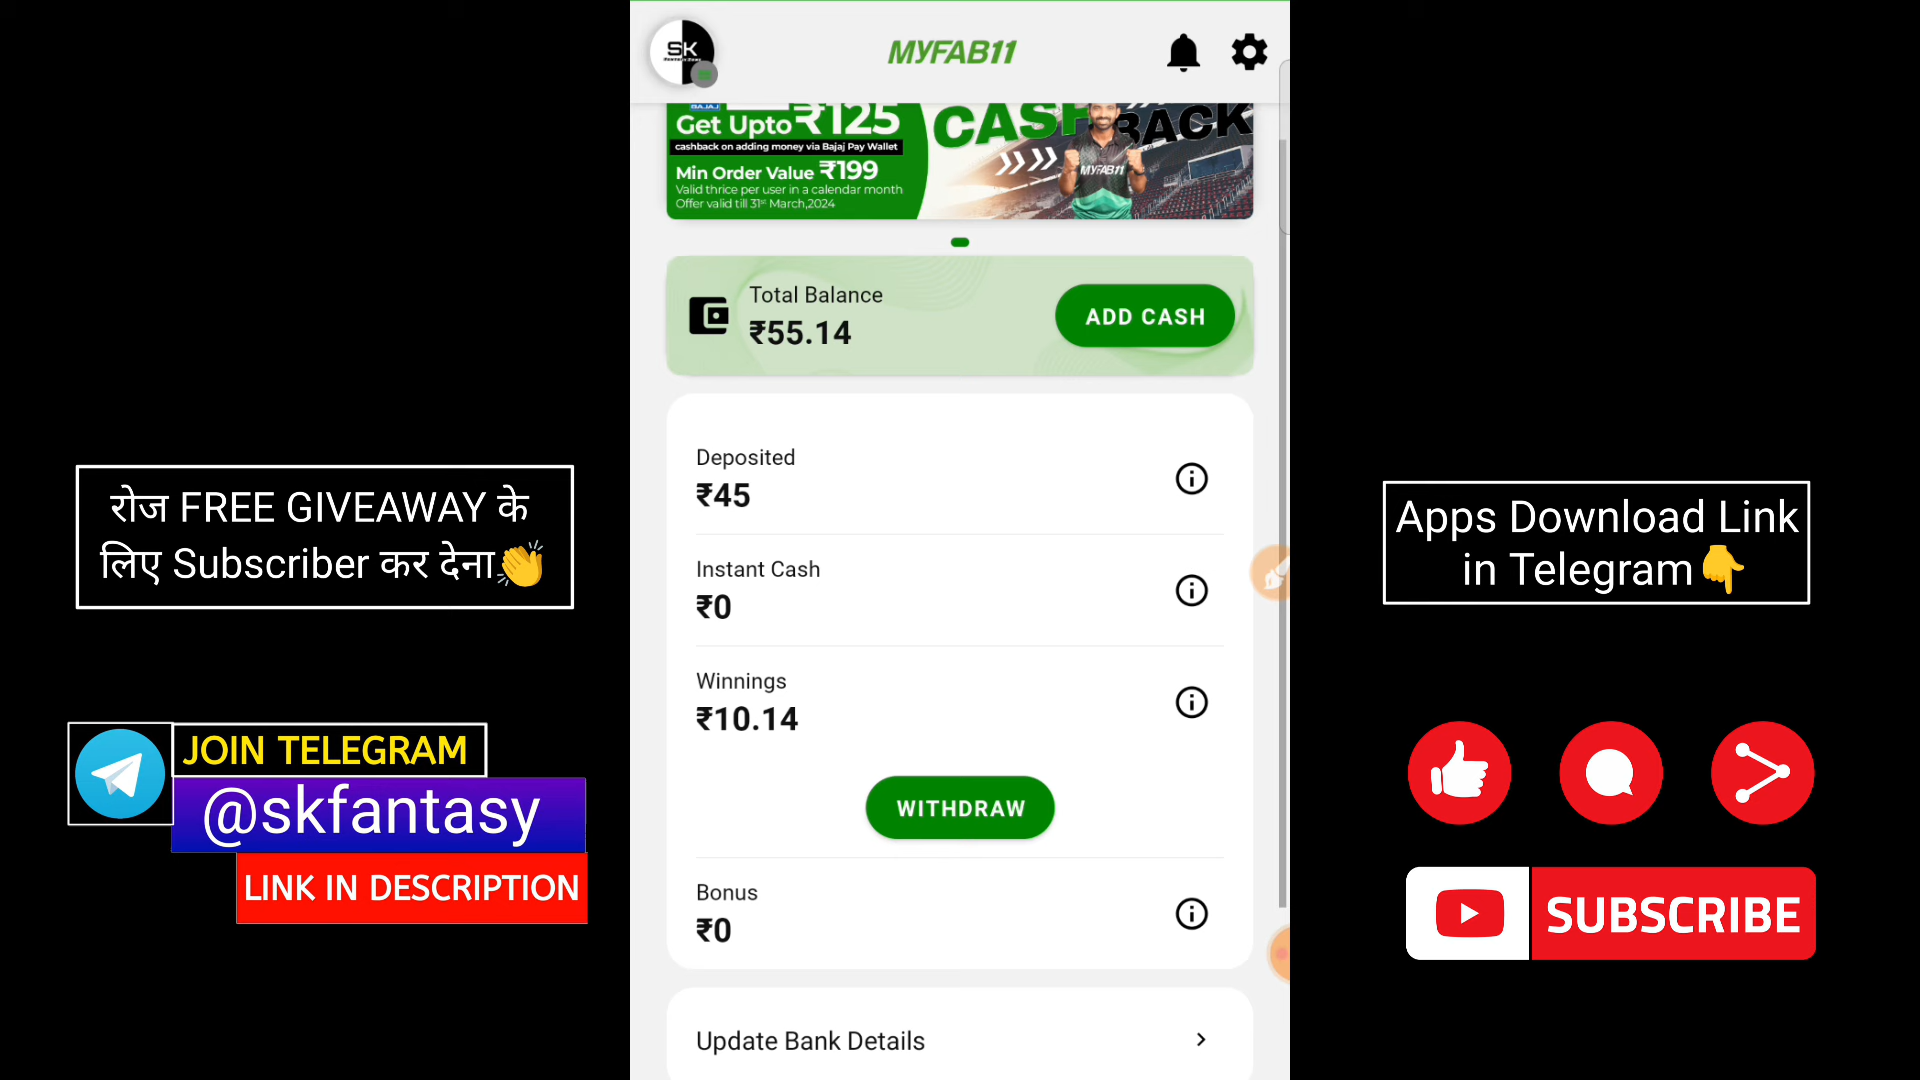 SK
MYFAB11
BAJAJ
Get Upto ₹125
cashback on adding money via Bajaj Pay Wallet
Min Order Value ₹199
Valid thrice per user in a calendar month
Offer valid till 31st March,2024
CASHBACK
MYFAB11
Total Balance
₹55.14
ADD CASH
Deposited
₹45
Instant Cash
₹0
Winnings
₹10.14
WITHDRAW
Bonus
₹0
Update Bank Details
रोज FREE GIVEAWAY के
लिए Subscriber कर देना👏
JOIN TELEGRAM
@skfantasy
LINK IN DESCRIPTION
Apps Download Link
in Telegram👇
SUBSCRIBE